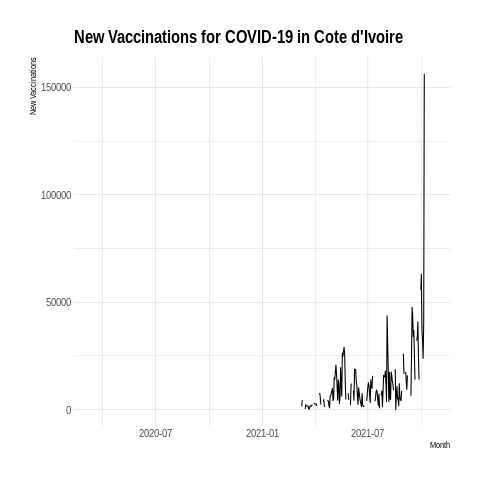 New Vaccinations for COVID-19 in Cote d'Ivoire
New Vaccinations
150000
100000
50000
0
2020-07 2021-01 2021-07
Month